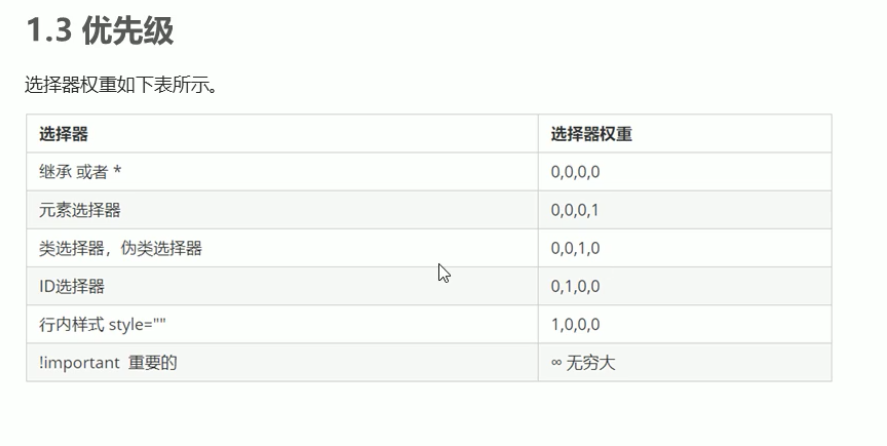 1.3 优先级
选择器权重如下表所示。
选择器 选择器权重
继承 或者 * 0,0,0,0
元素选择器 0,0,0,1
类选择器，伪类选择器 0,0,1,0
ID选择器 0,1,0,0
行内样式 style="" 1,0,0,0
!important 重要的 ∞ 无穷大